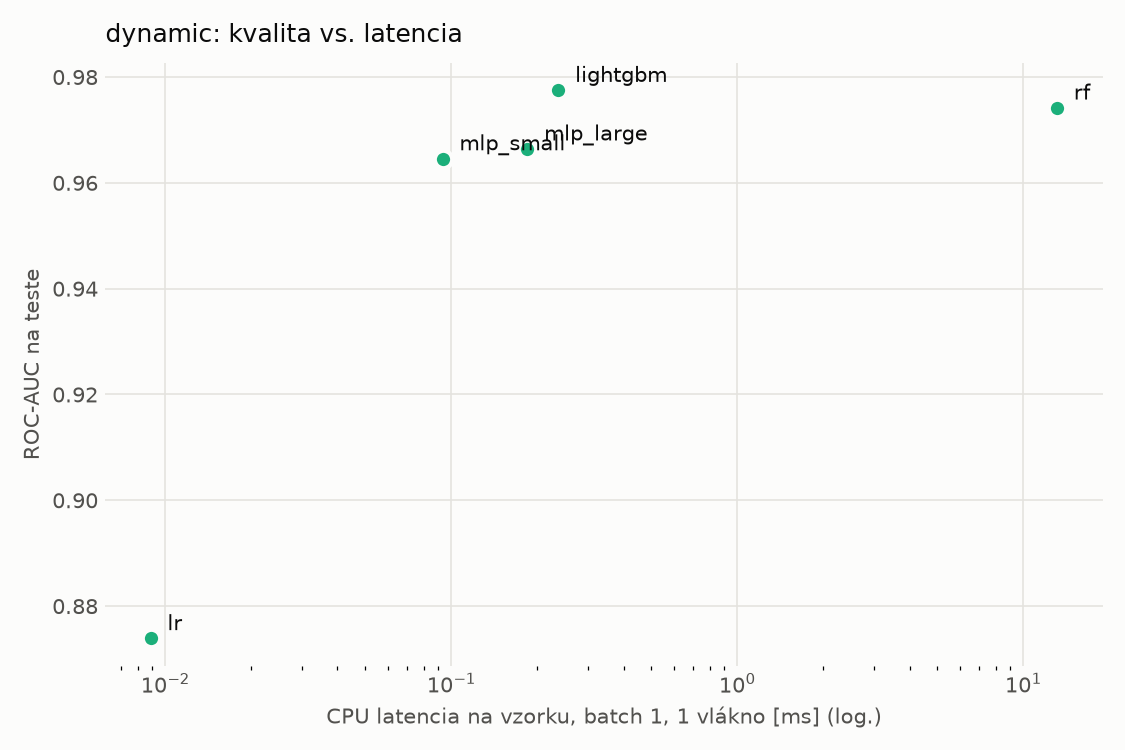 dynamic: kvalita vs. latencia
ROC-AUC na teste
0.98
0.96
0.94
0.92
0.90
0.88
lightgbm
rf
mlp_large
mlp_small
lr
10⁻² 10⁻¹ 10⁰ 10¹
CPU latencia na vzorku, batch 1, 1 vlákno [ms] (log.)